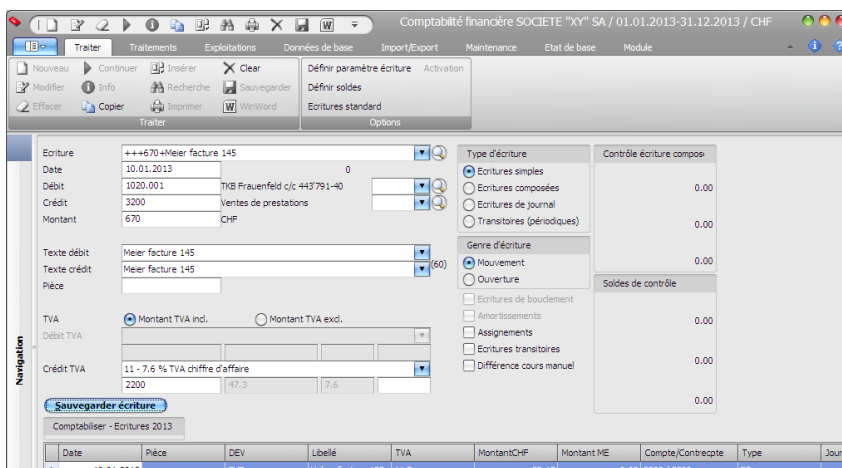 Comptabilité financière SOCIETE "XY" SA / 01.01.2013-31.12.2013 / CHF
Traiter Traitements Exploitations Données de base Import/Export Maintenance Etat de base Module
Nouveau Continuer Insérer Clear Définir paramètre écriture Activation
Modifier Info Recherche Sauvegarder Définir soldes
Effacer Copier Imprimer WinWord Ecritures standard
Traiter Options
Ecriture +++670+Meier facture 145 Type d'écriture Contrôle écriture compos
Date 10.01.2013 0 Ecritures simples
Débit 1020.001 TKB Frauenfeld c/c 443'791-40 Ecritures composées 0.00
Crédit 3200 Ventes de prestations Ecritures de journal
Montant 670 CHF Transitoires (périodiques) 0.00
Genre d'écriture
Texte débit Meier facture 145 Mouvement 0.00
Texte crédit Meier facture 145 (60) Ouverture
Pièce Soldes de contrôle
Ecritures de bouclement
TVA Montant TVA incl. Montant TVA excl. Amortissements 0.00
Débit TVA Assignements
Ecritures transitoires
Crédit TVA 11 - 7.6 % TVA chiffre d'affaire Différence cours manuel 0.00
2200 47.3 7.6
Sauvegarder écriture 0.00
Comptabiliser - Ecritures 2013
Navigation
Date Pièce DEV Libellé TVA MontantCHF Montant ME Compte/Contrecpte Type Jour